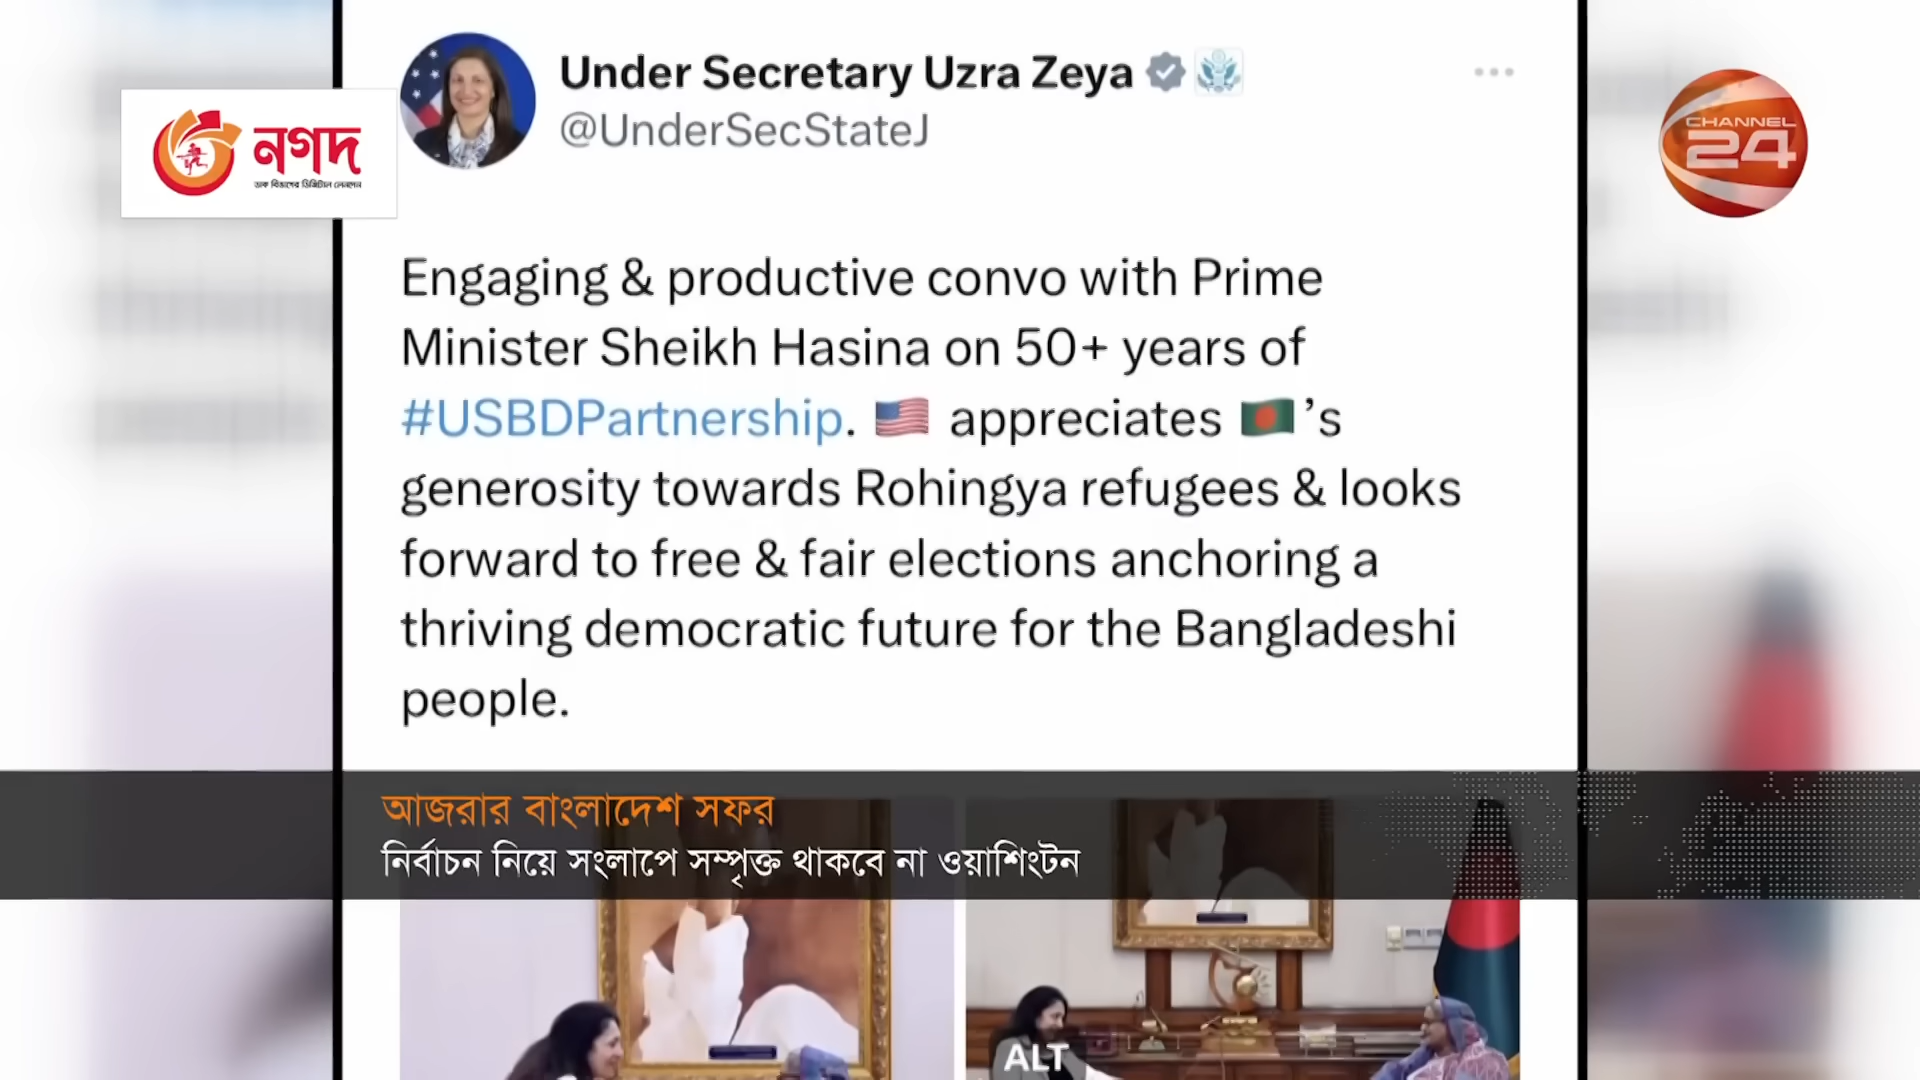 Under Secretary Uzra Zeya
@UnderSecStateJ
নগদ
ডাক বিভাগের ডিজিটাল লেনদেন
CHANNEL
24
Engaging & productive convo with Prime
Minister Sheikh Hasina on 50+ years of
#USBDPartnership. 🇺🇸 appreciates 🇧🇩's
generosity towards Rohingya refugees & looks
forward to free & fair elections anchoring a
thriving democratic future for the Bangladeshi
people.
আজরার বাংলাদেশ সফর
নির্বাচন নিয়ে সংলাপে সম্পৃক্ত থাকবে না ওয়াশিংটন
ALT